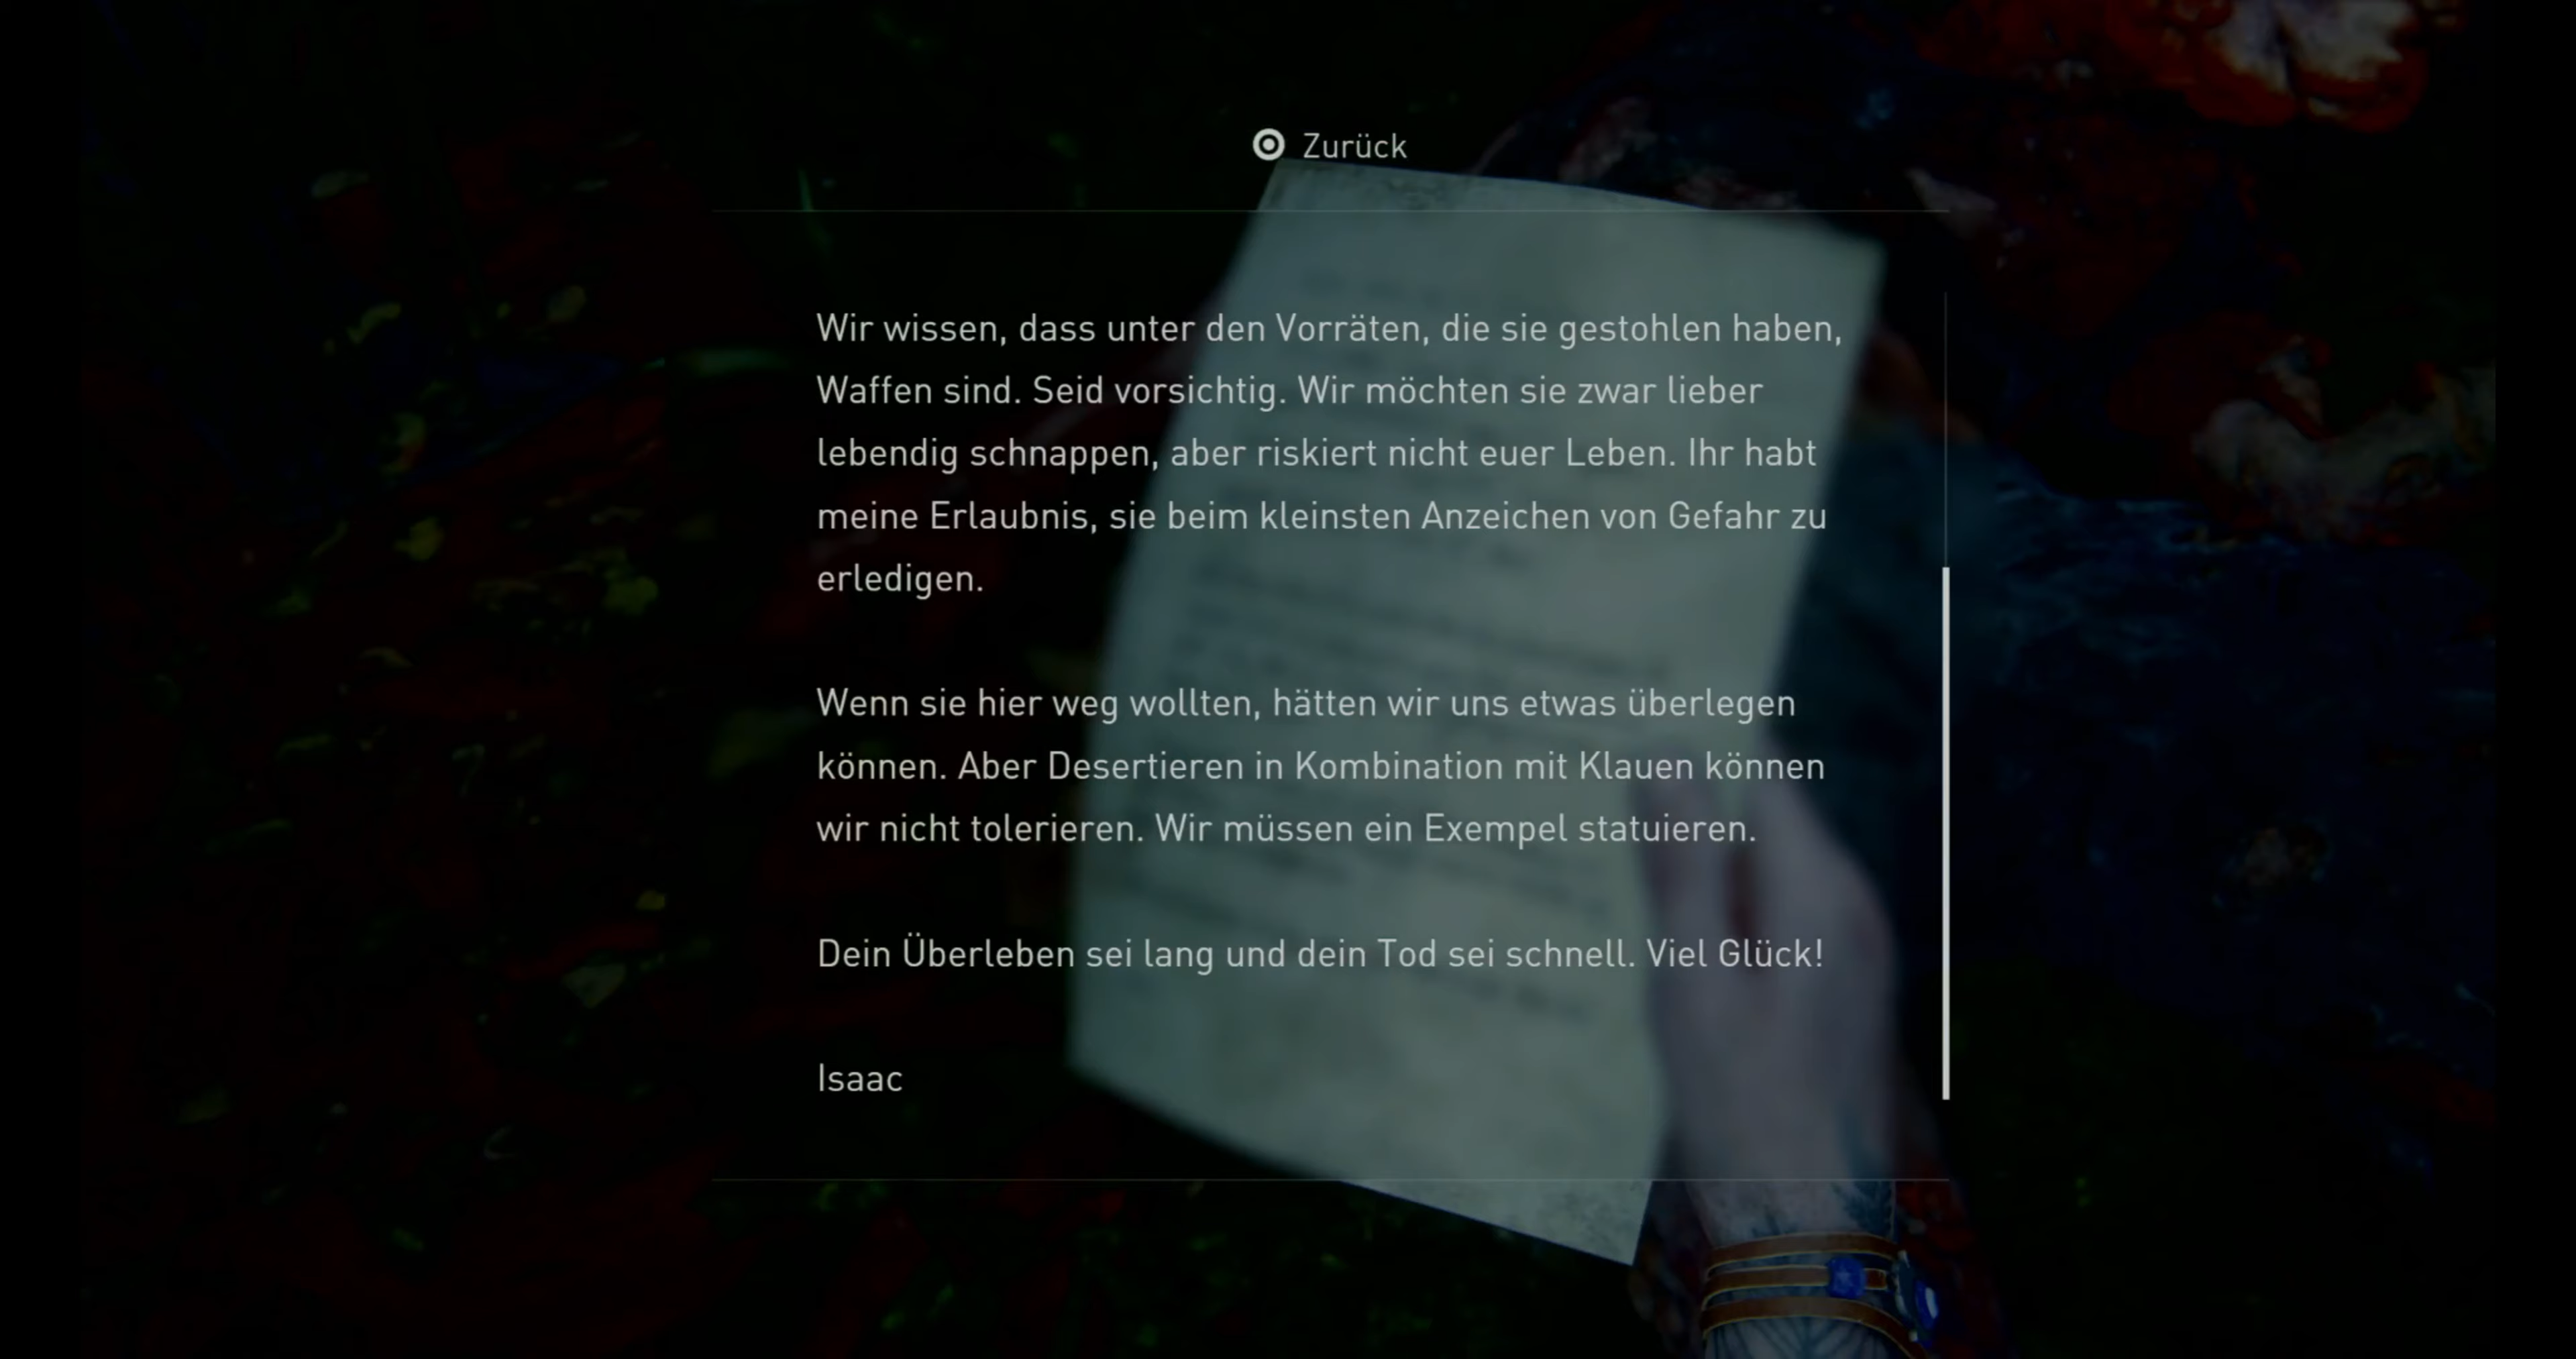 Zurück
Wir wissen, dass unter den Vorräten, die sie gestohlen haben,
Waffen sind. Seid vorsichtig. Wir möchten sie zwar lieber
lebendig schnappen, aber riskiert nicht euer Leben. Ihr habt
meine Erlaubnis, sie beim kleinsten Anzeichen von Gefahr zu
erledigen.
Wenn sie hier weg wollten, hätten wir uns etwas überlegen
können. Aber Desertieren in Kombination mit Klauen können
wir nicht tolerieren. Wir müssen ein Exempel statuieren.
Dein Überleben sei lang und dein Tod sei schnell. Viel Glück!
Isaac